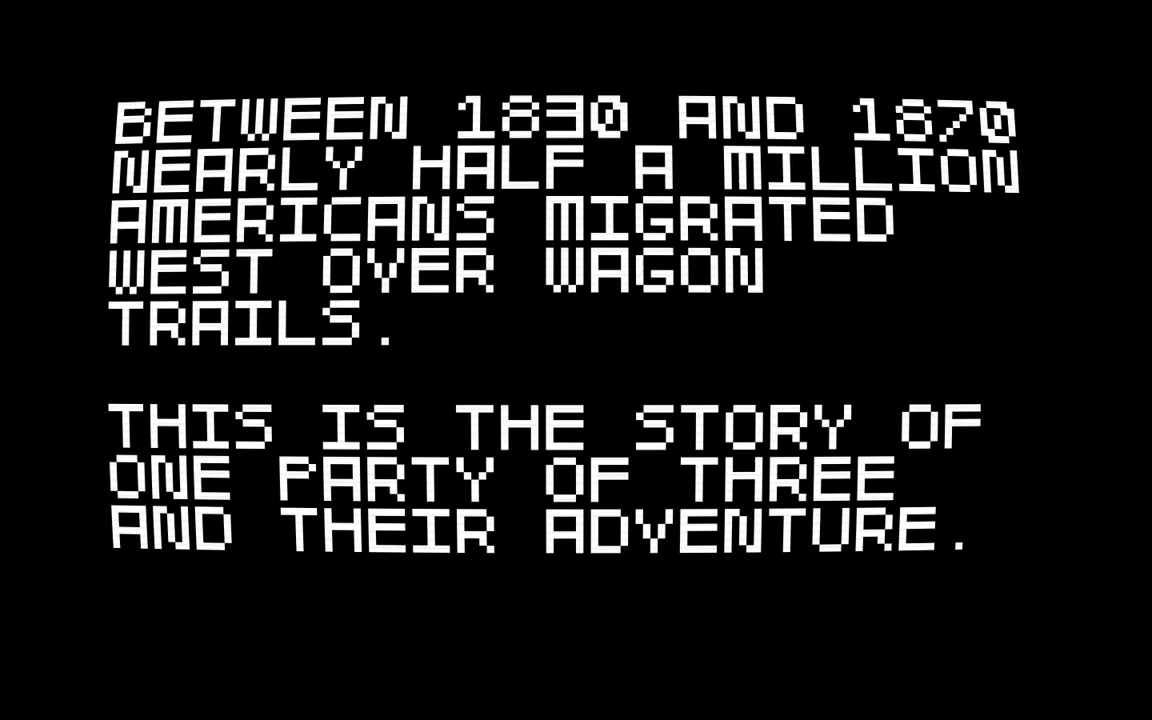 BETWEEN 1830 AND 1870
NEARLY HALF A MILLION
AMERICANS MIGRATED
WEST OVER WAGON
TRAILS.
THIS IS THE STORY OF
ONE PARTY OF THREE
AND THEIR ADVENTURE.